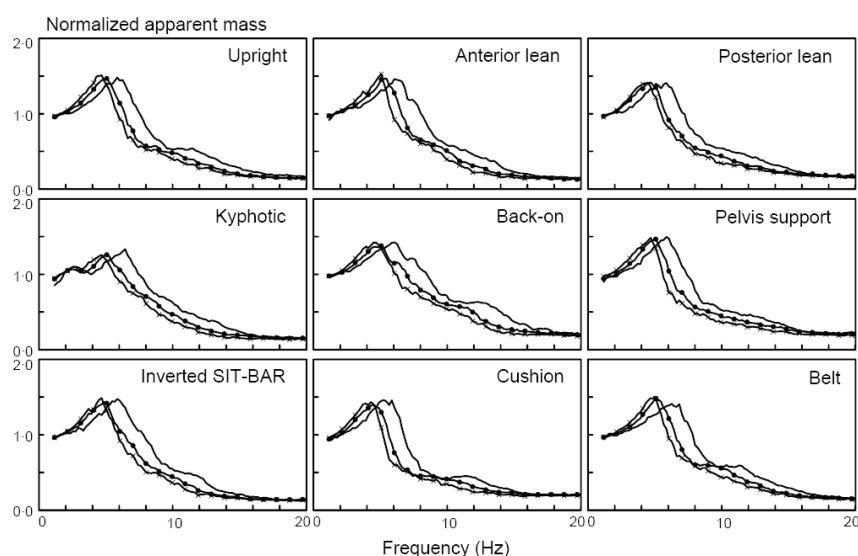 Normalized apparent mass
2·0
Upright
Anterior lean
Posterior lean
1·0
0·0
2·0
Kyphotic
Back-on
Pelvis support
1·0
0·0
2·0
Inverted SIT-BAR
Cushion
Belt
1·0
0·0
0 10 20 0 10 20 0 10 20
Frequency (Hz)